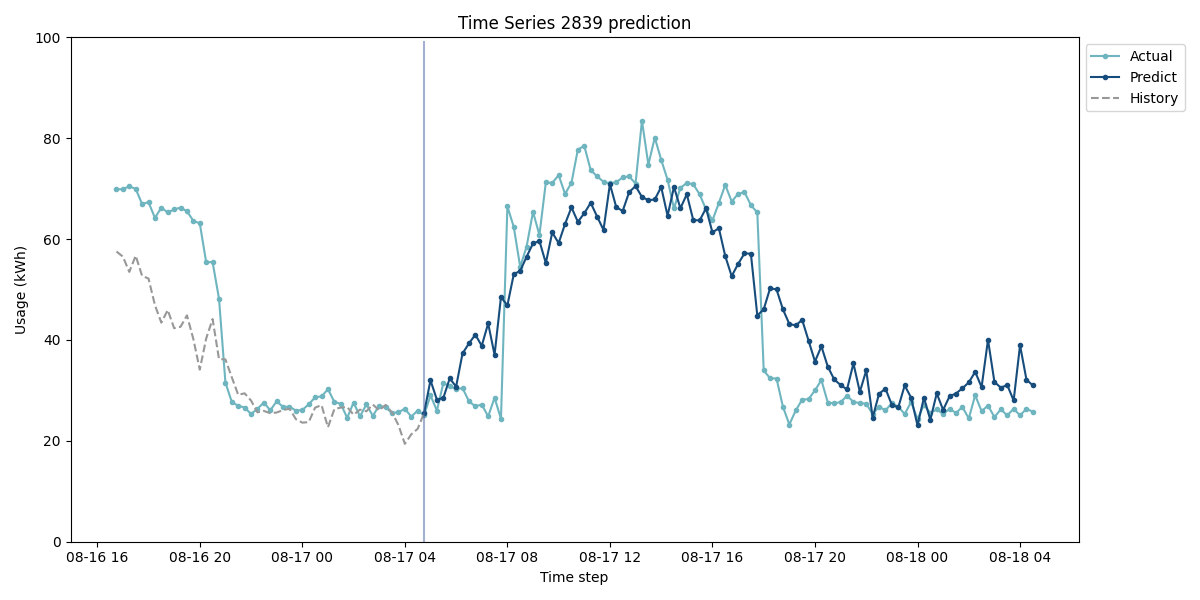 Time Series 2839 prediction
100
80
60
40
20
0
Usage (kWh)
08-16 16 08-16 20 08-17 00 08-17 04 08-17 08 08-17 12 08-17 16 08-17 20 08-18 00 08-18 04
Time step
Actual
Predict
History